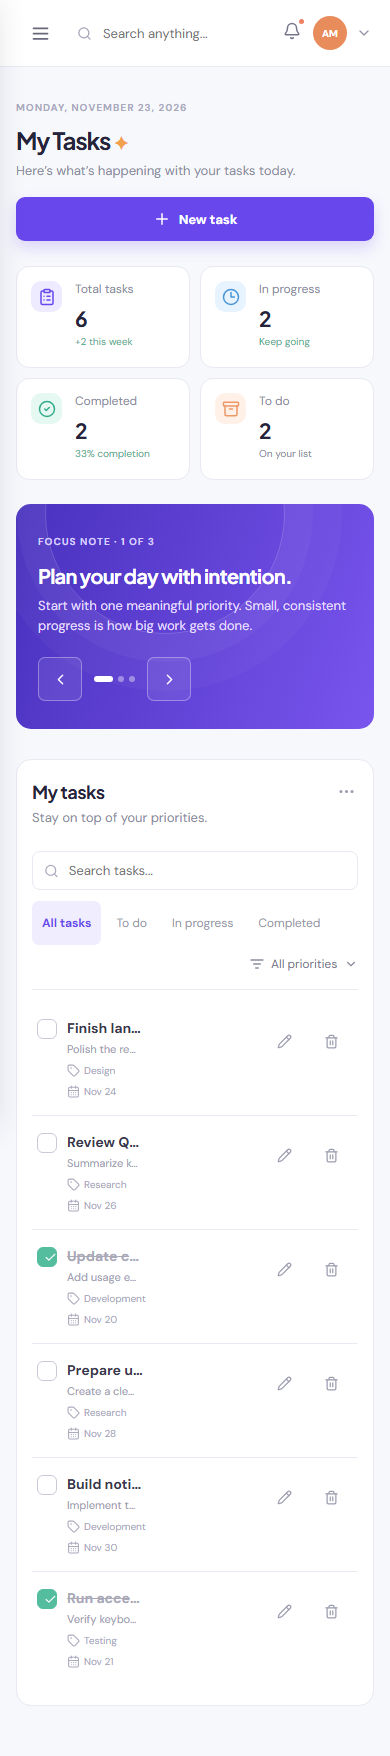 Search anything...
AM
MONDAY, NOVEMBER 23, 2026
My Tasks
Here's what's happening with your tasks today.
New task
Total tasks
6
+2 this week
In progress
2
Keep going
Completed
2
33% completion
To do
2
On your list
FOCUS NOTE · 1 OF 3
Plan your day with intention.
Start with one meaningful priority. Small, consistent
progress is how big work gets done.
My tasks
Stay on top of your priorities.
Search tasks...
All tasks
To do
In progress
Completed
All priorities
Finish lan...
Polish the re...
Design
Nov 24
Review Q...
Summarize k...
Research
Nov 26
Update c...
Add usage e...
Development
Nov 20
Prepare u...
Create a cle...
Research
Nov 28
Build noti...
Implement t...
Development
Nov 30
Run acce...
Verify keybo...
Testing
Nov 21